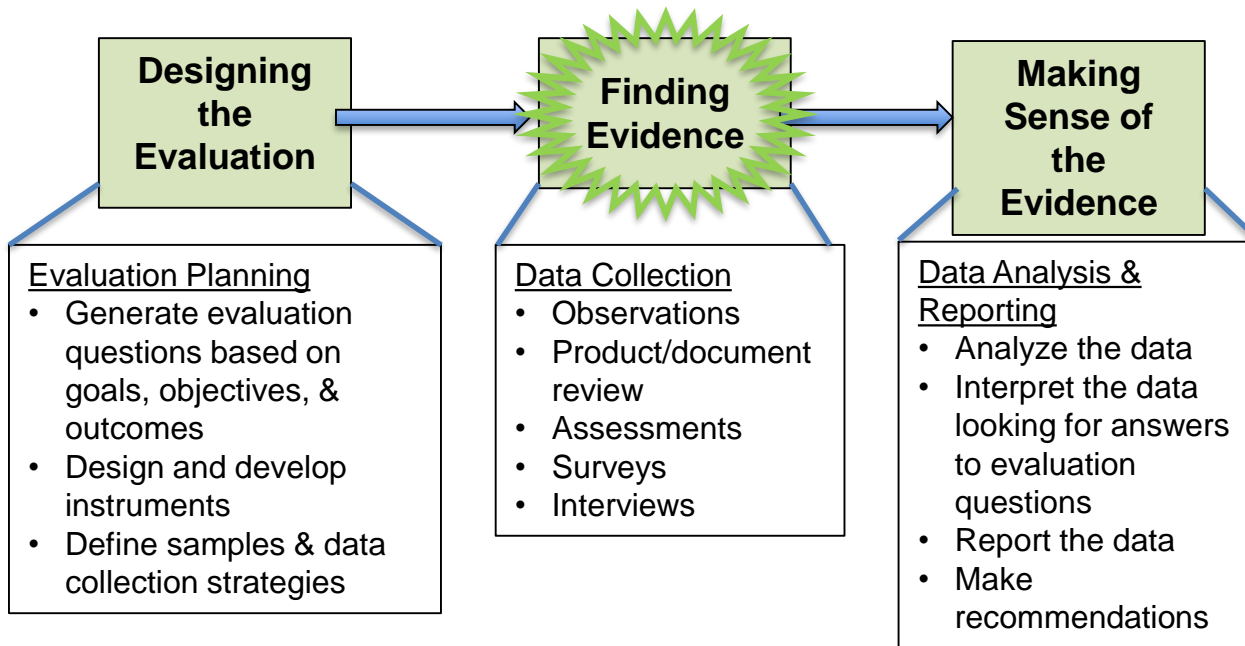 Designing
the
Evaluation
Finding
Evidence
Making
Sense of
the
Evidence
Evaluation Planning
• Generate evaluation
questions based on
goals, objectives, &
outcomes
• Design and develop
instruments
• Define samples & data
collection strategies
Data Collection
• Observations
• Product/document
review
• Assessments
• Surveys
• Interviews
Data Analysis &
Reporting
• Analyze the data
• Interpret the data
looking for answers
to evaluation
questions
• Report the data
• Make
recommendations